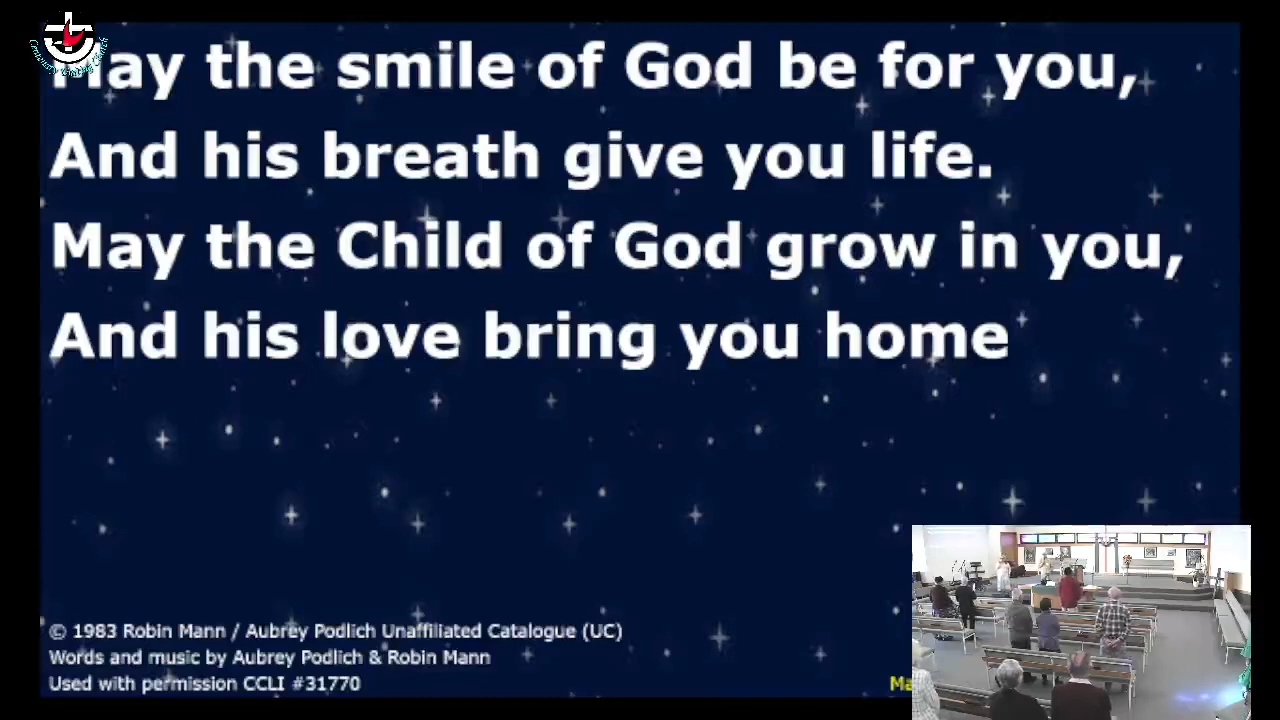 May the smile of God be for you,
And his breath give you life.
May the Child of God grow in you,
And his love bring you home
© 1983 Robin Mann / Aubrey Podlich Unaffiliated Catalogue (UC)
Words and music by Aubrey Podlich & Robin Mann
Used with permission CCLI #31770